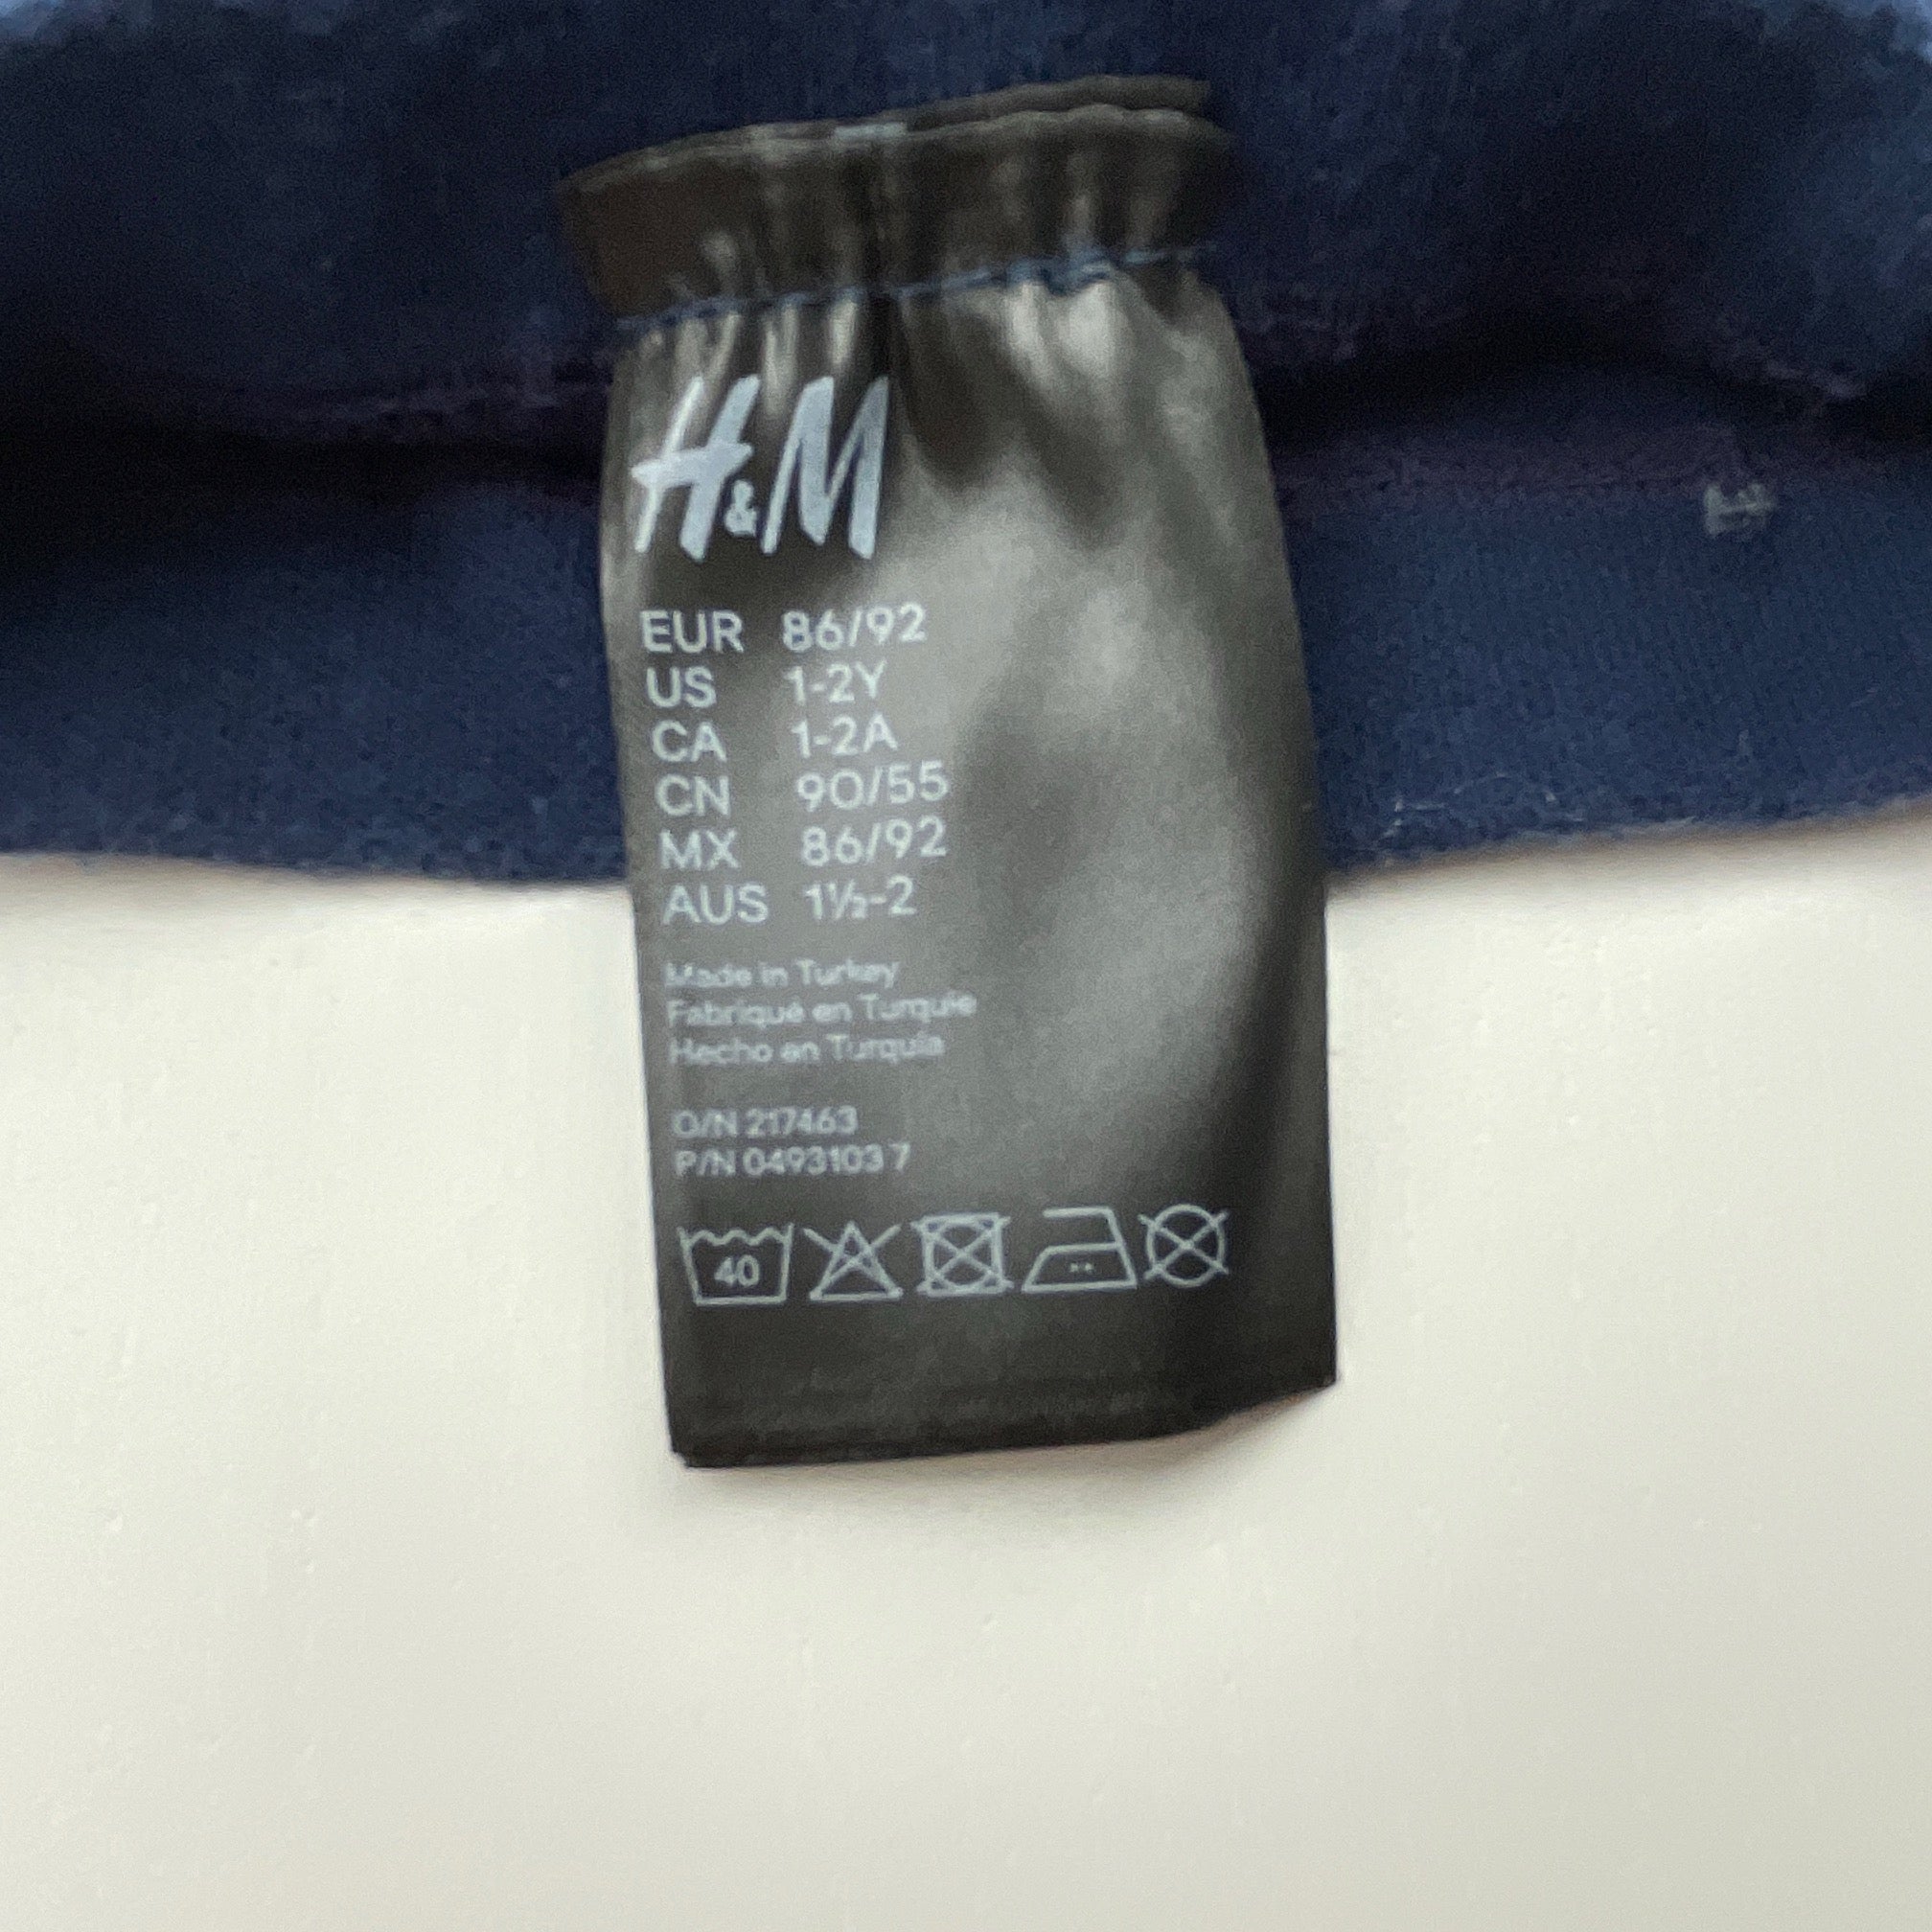 H&M
EUR 86/92
US 1-2Y
CA 1-2A
CN 90/55
MX 86/92
AUS 1½-2
Made in Turkey
Fabriqué en Turquie
Hecho en Turquía
O/N 217463
P/N 0493103 7
40